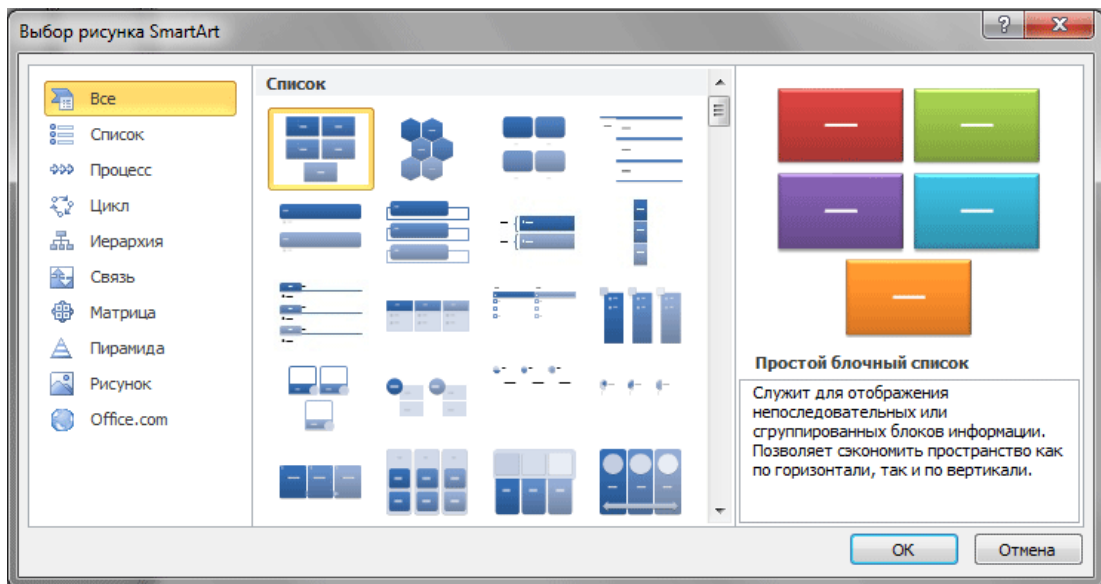 Выбор рисунка SmartArt
Все
Список
Процесс
Цикл
Иерархия
Связь
Матрица
Пирамида
Рисунок
Office.com
Список
Простой блочный список
Служит для отображения
непоследовательных или
сгруппированных блоков информации.
Позволяет сэкономить пространство как
по горизонтали, так и по вертикали.
ОК
Отмена